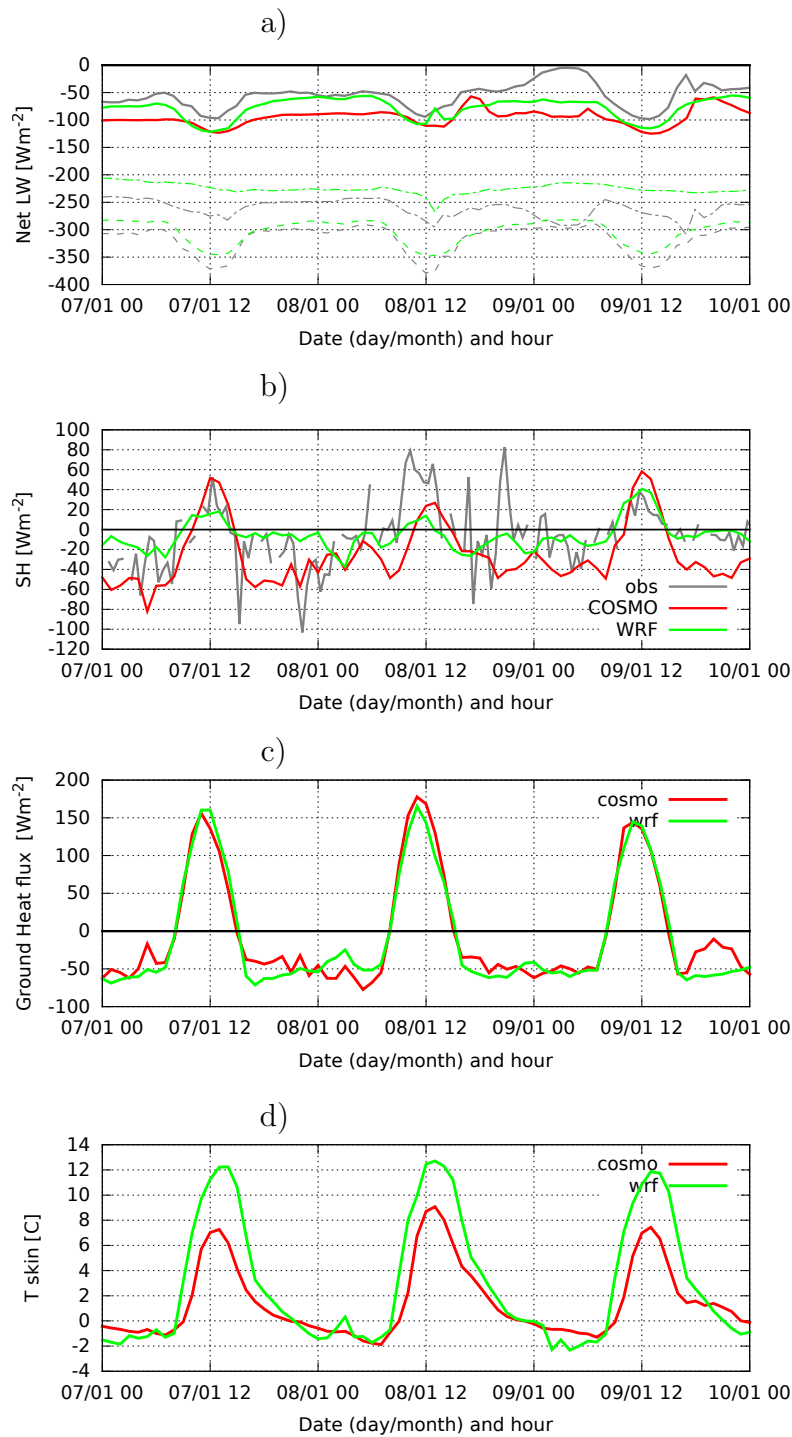 a)
0
-50
-100
-150
-200
-250
-300
-350
-400
Net LW [Wm-2]
07/01 00 07/01 12 08/01 00 08/01 12 09/01 00 09/01 12 10/01 00
Date (day/month) and hour
b)
100
80
60
40
20
0
-20
-40
-60
-80
-100
-120
SH [Wm-2]
obs
COSMO
WRF
07/01 00 07/01 12 08/01 00 08/01 12 09/01 00 09/01 12 10/01 00
Date (day/month) and hour
c)
200
150
100
50
0
-50
-100
Ground Heat flux [Wm-2]
cosmo
wrf
07/01 00 07/01 12 08/01 00 08/01 12 09/01 00 09/01 12 10/01 00
Date (day/month) and hour
d)
14
12
10
8
6
4
2
0
-2
-4
T skin [C]
cosmo
wrf
07/01 00 07/01 12 08/01 00 08/01 12 09/01 00 09/01 12 10/01 00
Date (day/month) and hour